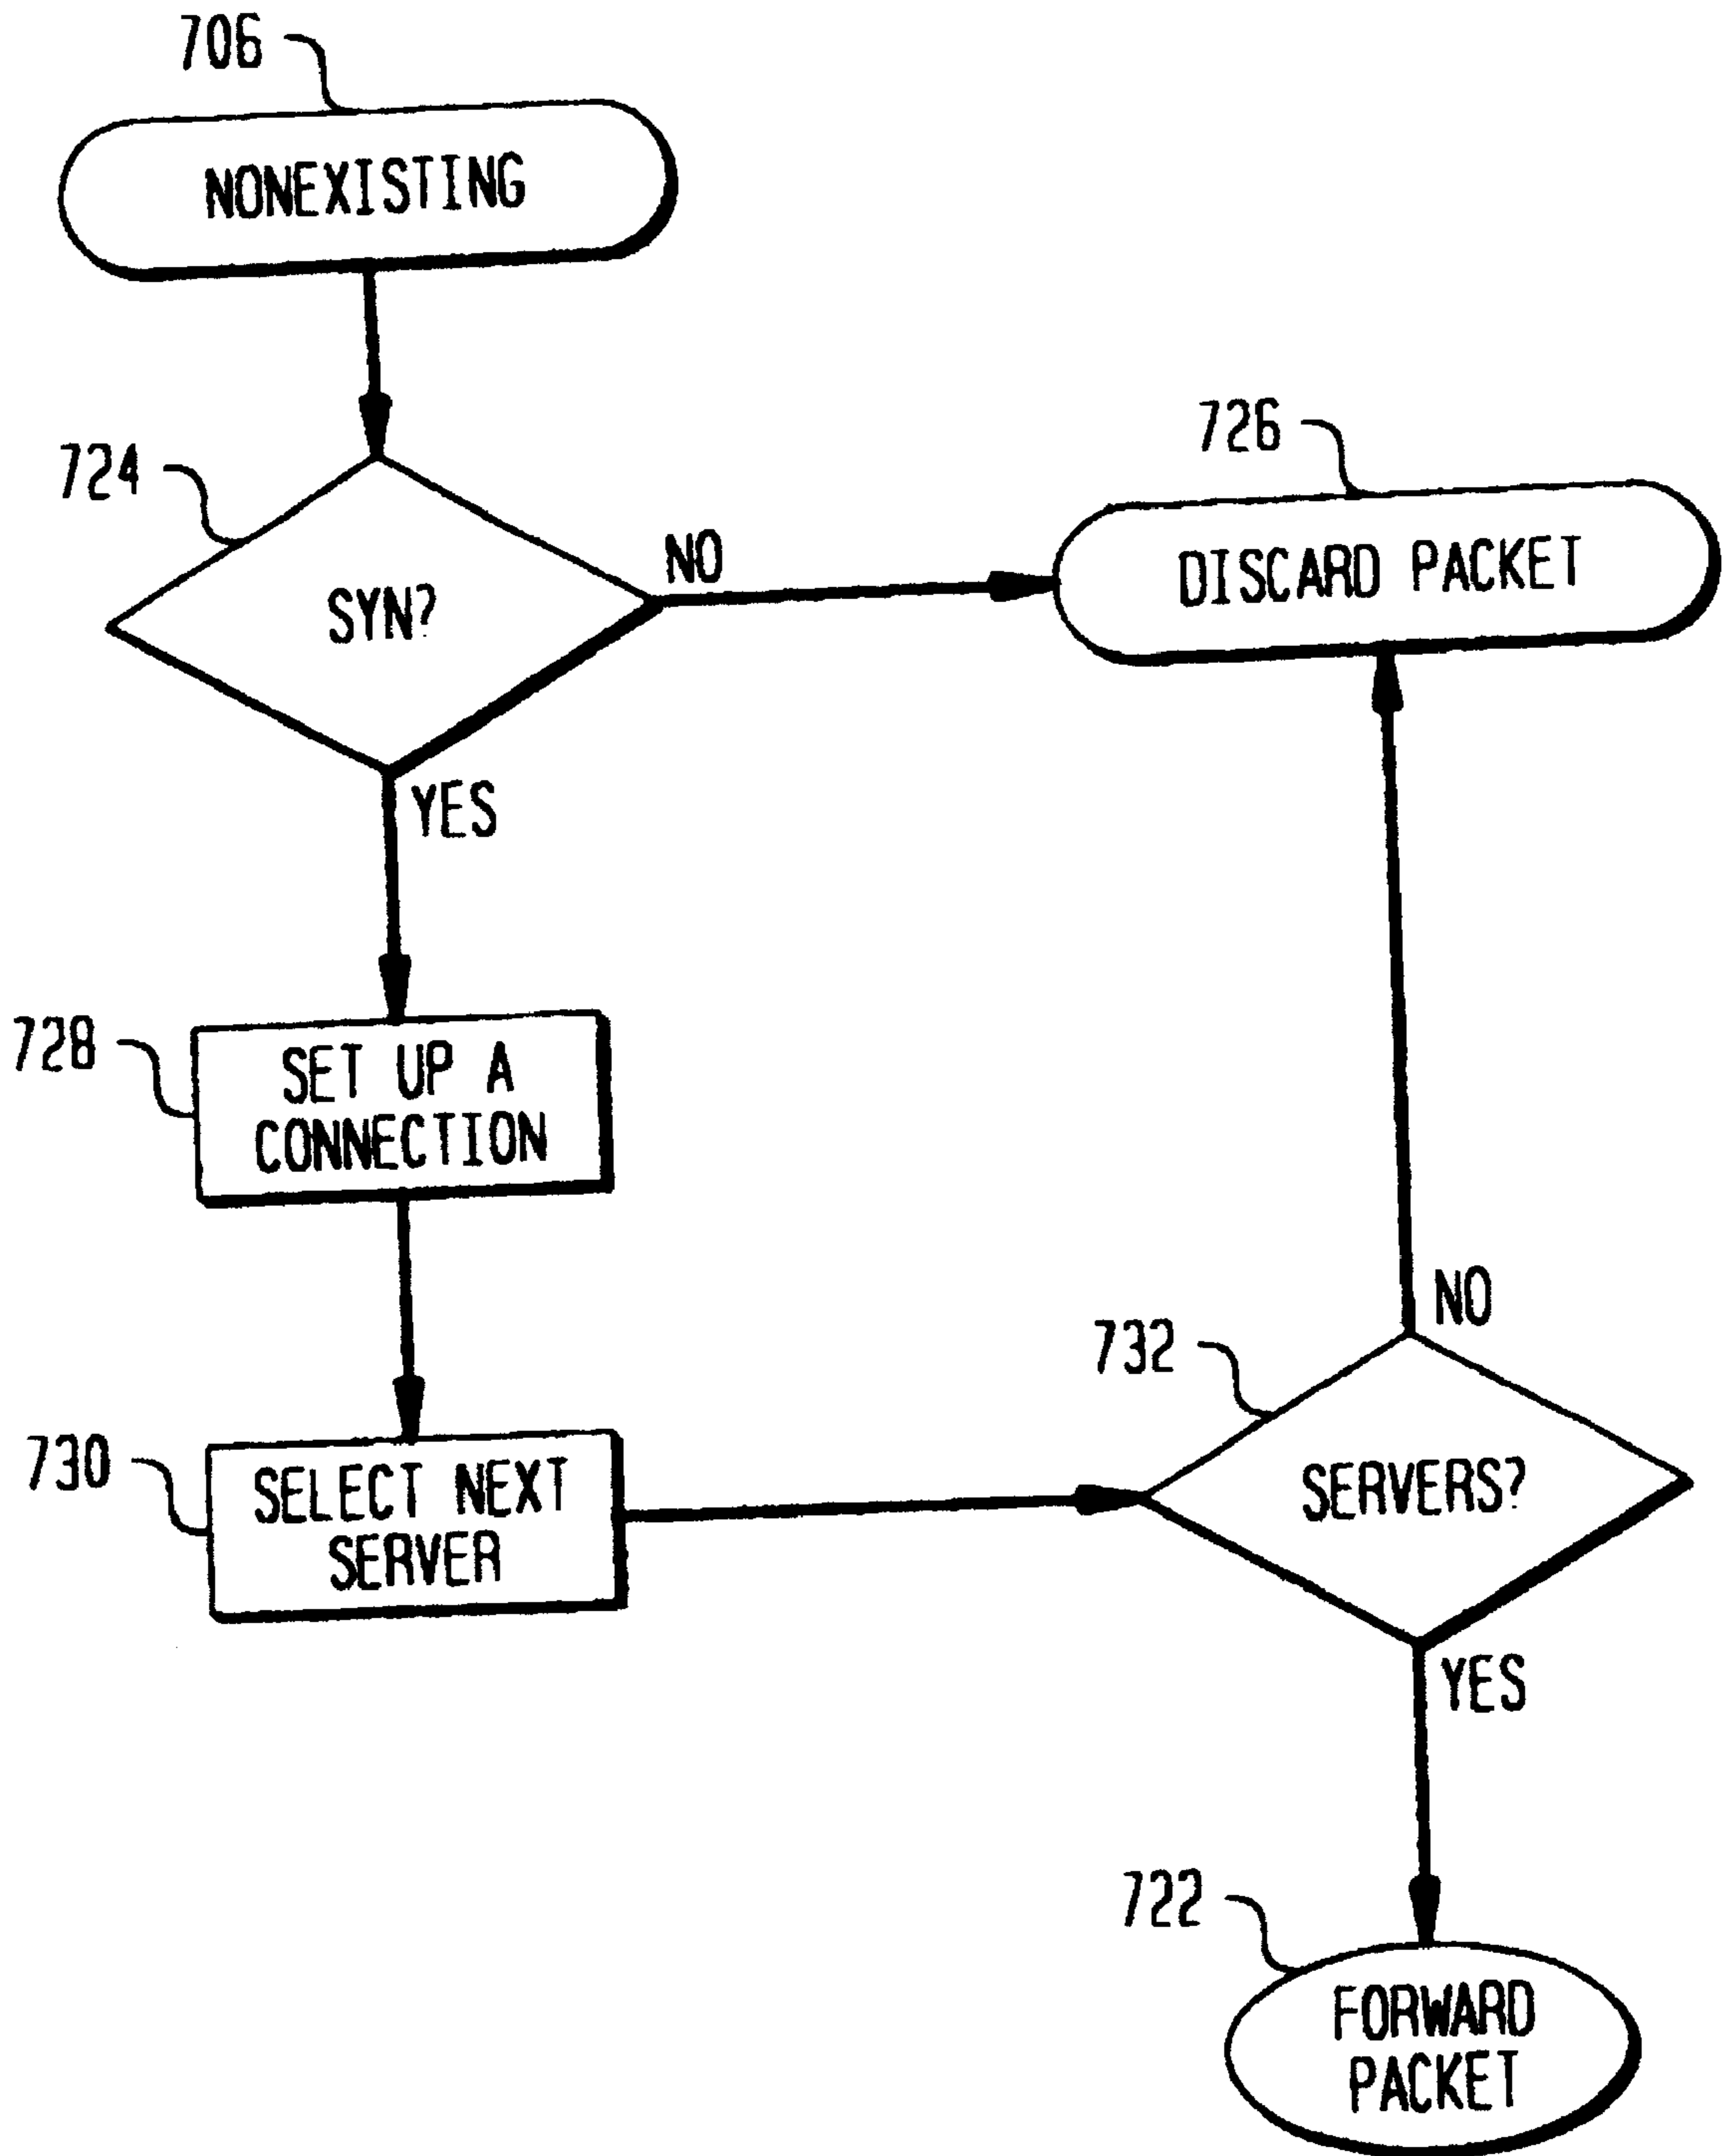 706
NONEXISTING
724
SYN?
NO
726
DISCARD PACKET
YES
728
SET UP A
CONNECTION
730
SELECT NEXT
SERVER
732
SERVERS?
NO
YES
722
FORWARD
PACKET